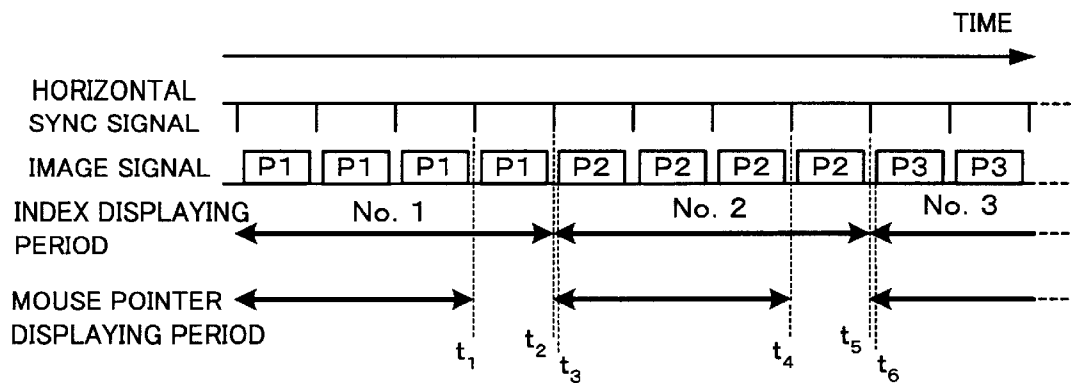 TIME
HORIZONTAL
SYNC SIGNAL
IMAGE SIGNAL P1 P1 P1 P1 P2 P2 P2 P2 P3 P3
No. 1 No. 2 No. 3
INDEX DISPLAYING
PERIOD
MOUSE POINTER
DISPLAYING PERIOD
t1 t2 t3 t4 t5 t6